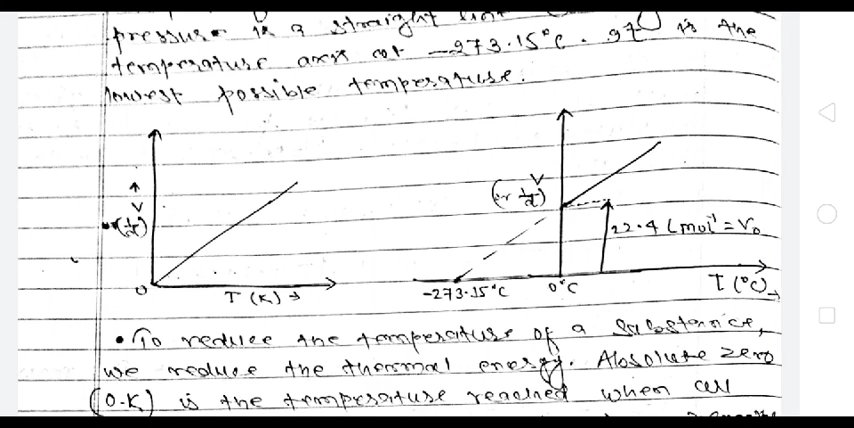 pressure is a straight line
temperature axis at -273.15°C. It is the
lowest possible temperature.
V
(1/d)
O
T (K) →
V
(or 1/d)
22.4 L mol⁻¹ = V₀
-273.15°C
0°C
T (°C) →
• To reduce the temperature of a substance,
we reduce the thermal energy. Absolute zero
(0-K) is the temperature reached when all